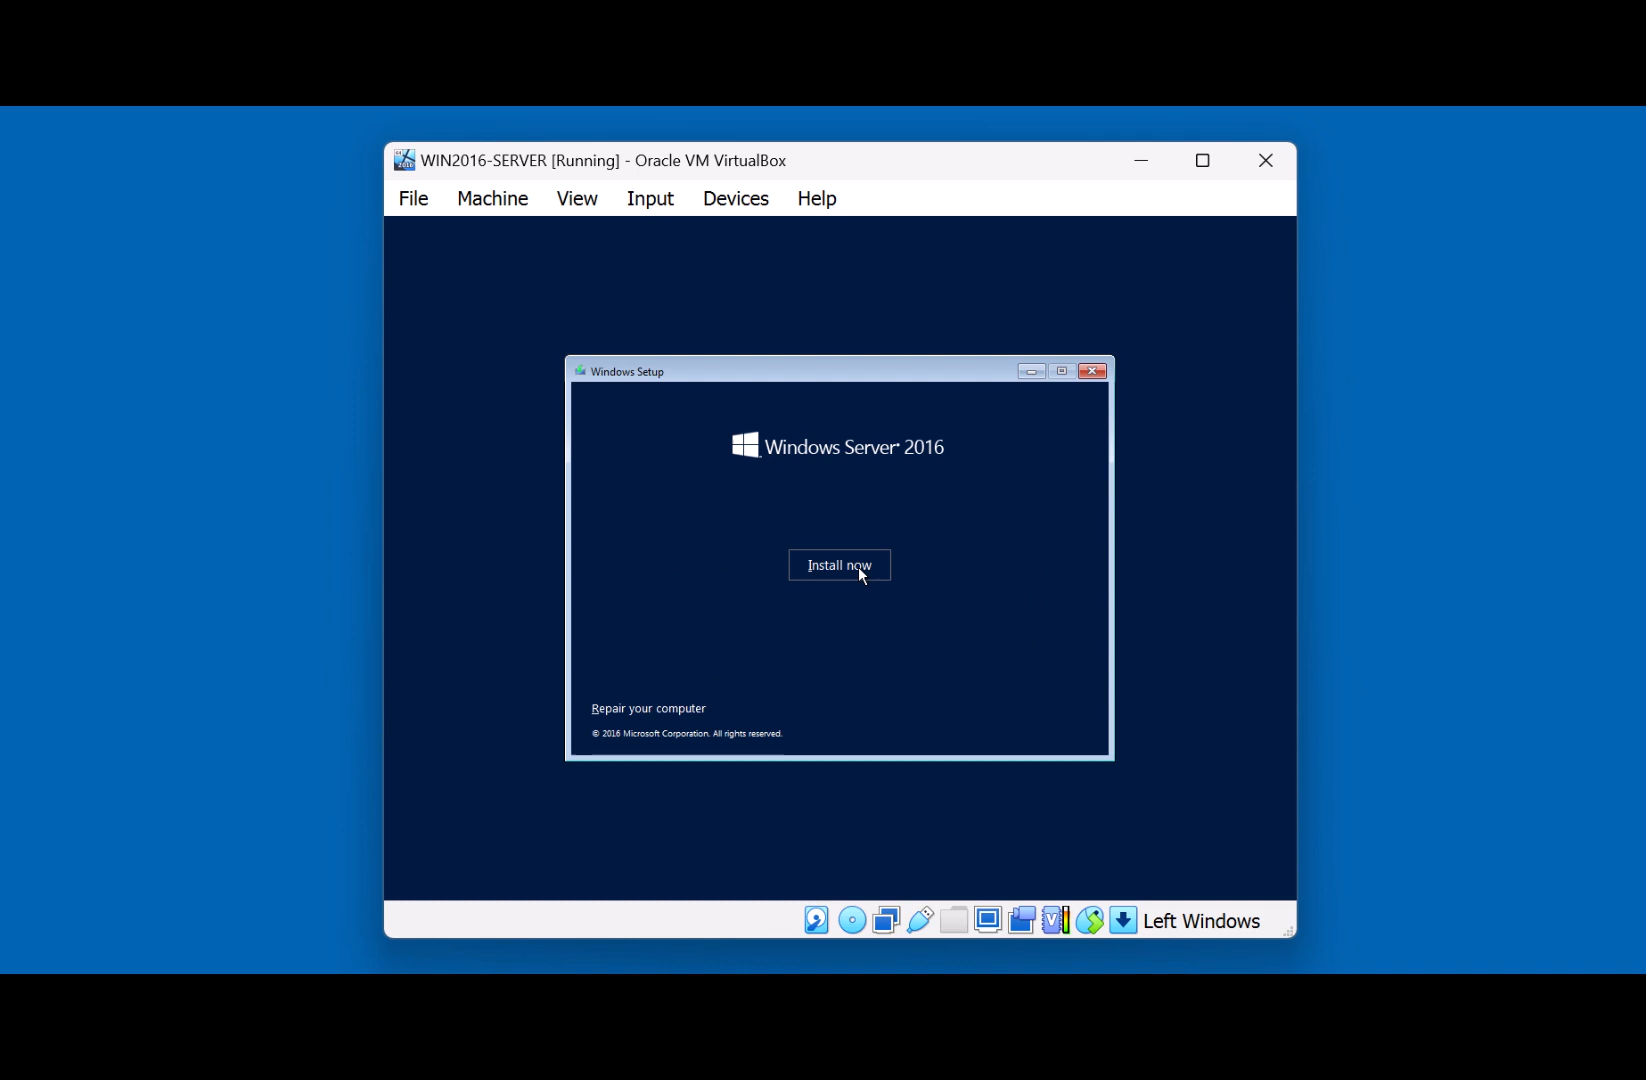 WIN2016-SERVER [Running] - Oracle VM VirtualBox
File Machine View Input Devices Help
Windows Setup
Windows Server 2016
Install now
Repair your computer
© 2016 Microsoft Corporation. All rights reserved.
Left Windows